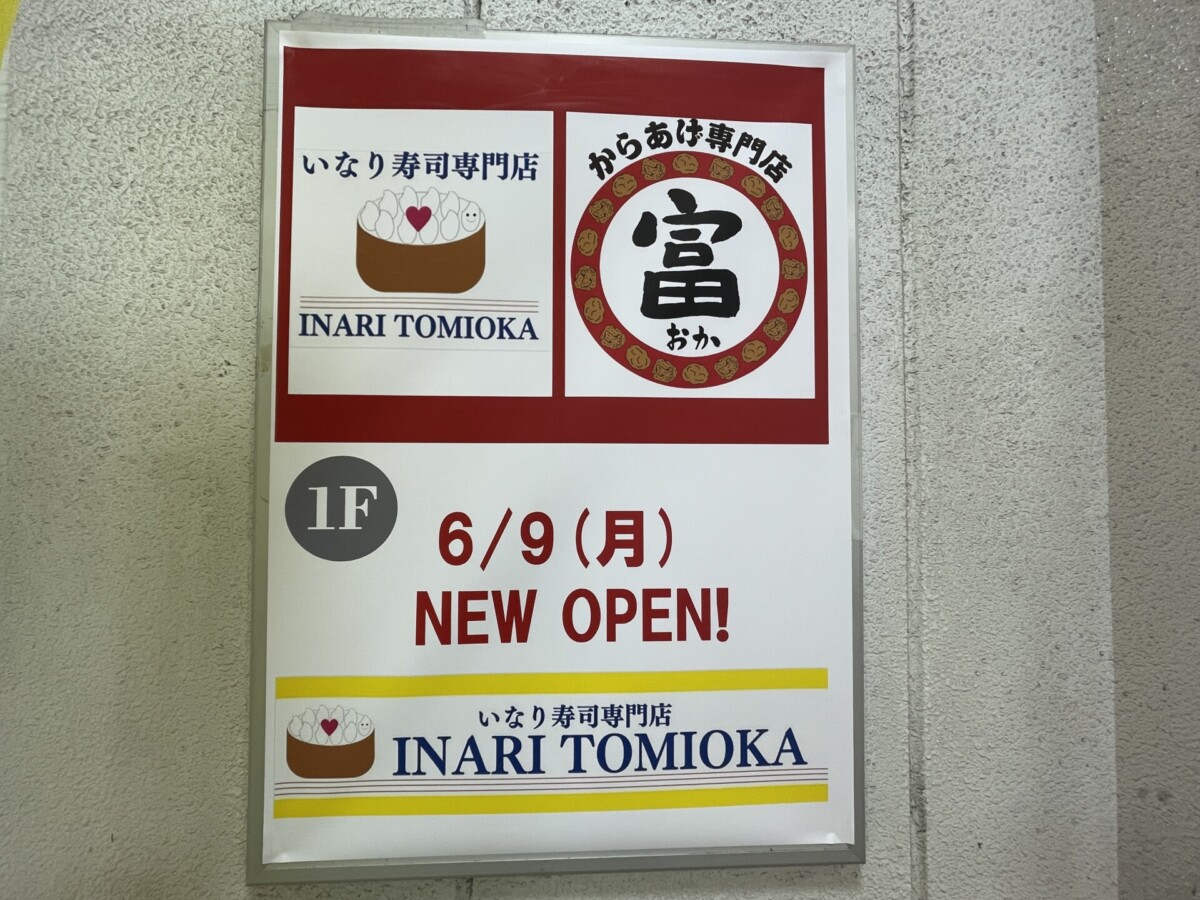 いなり寿司専門店
INARI TOMIOKA
からあげ専門店
富
おか
1F
6/9(月)
NEW OPEN!
いなり寿司専門店
INARI TOMIOKA